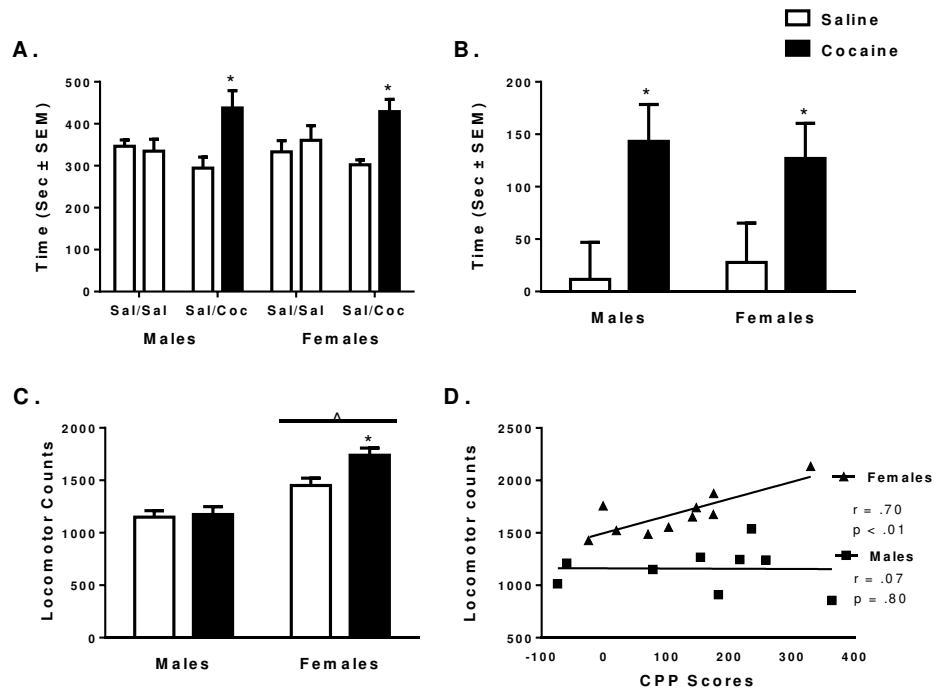 Saline
Cocaine
A.
Time (Sec ± SEM)
500
400
300
200
100
0
*
*
Sal/Sal Sal/Coc Sal/Sal Sal/Coc
Males Females
B.
Time (Sec ± SEM)
200
150
100
50
0
*
*
Males Females
C.
Locomotor Counts
2000
1500
1000
500
0
^
*
Males Females
D.
Locomotor counts
2500
2000
1500
1000
500
-100 0 100 200 300 400
CPP Scores
Females
r = .70
p < .01
Males
r = .07
p = .80